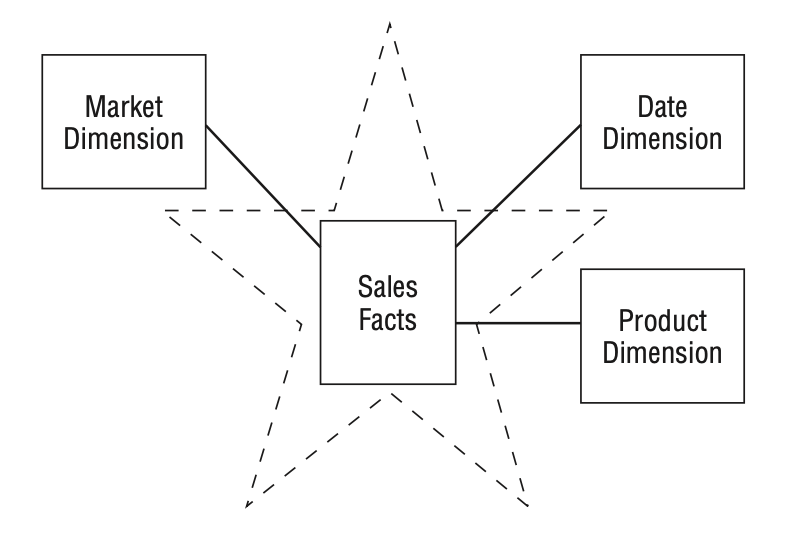 Market
Dimension
Date
Dimension
Sales
Facts
Product
Dimension